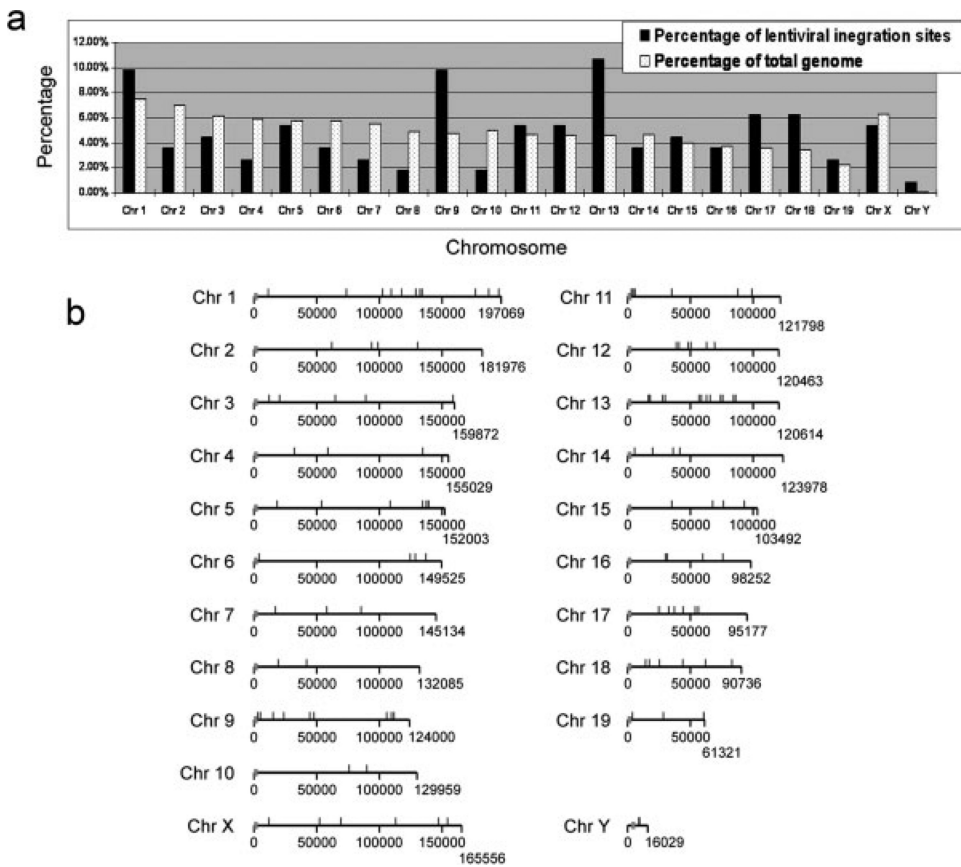 a
Percentage of lentiviral inegration sites
Percentage of total genome
Percentage
12.00%
10.00%
8.00%
6.00%
4.00%
2.00%
0.00%
Chr 1 Chr 2 Chr 3 Chr 4 Chr 5 Chr 6 Chr 7 Chr 8 Chr 9 Chr 10 Chr 11 Chr 12 Chr 13 Chr 14 Chr 15 Chr 16 Chr 17 Chr 18 Chr 19 Chr X Chr Y
Chromosome
b
Chr 1
0 50000 100000 150000 197069
Chr 2
0 50000 100000 150000 181976
Chr 3
0 50000 100000 150000 159872
Chr 4
0 50000 100000 150000 155029
Chr 5
0 50000 100000 150000 152003
Chr 6
0 50000 100000 149525
Chr 7
0 50000 100000 145134
Chr 8
0 50000 100000 132085
Chr 9
0 50000 100000 124000
Chr 10
0 50000 100000 129959
Chr X
0 50000 100000 150000 165556
Chr 11
0 50000 100000 121798
Chr 12
0 50000 100000 120463
Chr 13
0 50000 100000 120614
Chr 14
0 50000 100000 123978
Chr 15
0 50000 100000 103492
Chr 16
0 50000 98252
Chr 17
0 50000 95177
Chr 18
0 50000 90736
Chr 19
0 50000 61321
Chr Y
0 16029